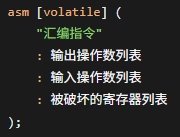 asm [volatile] (
"汇编指令"
: 输出操作数列表
: 输入操作数列表
: 被破坏的寄存器列表
);